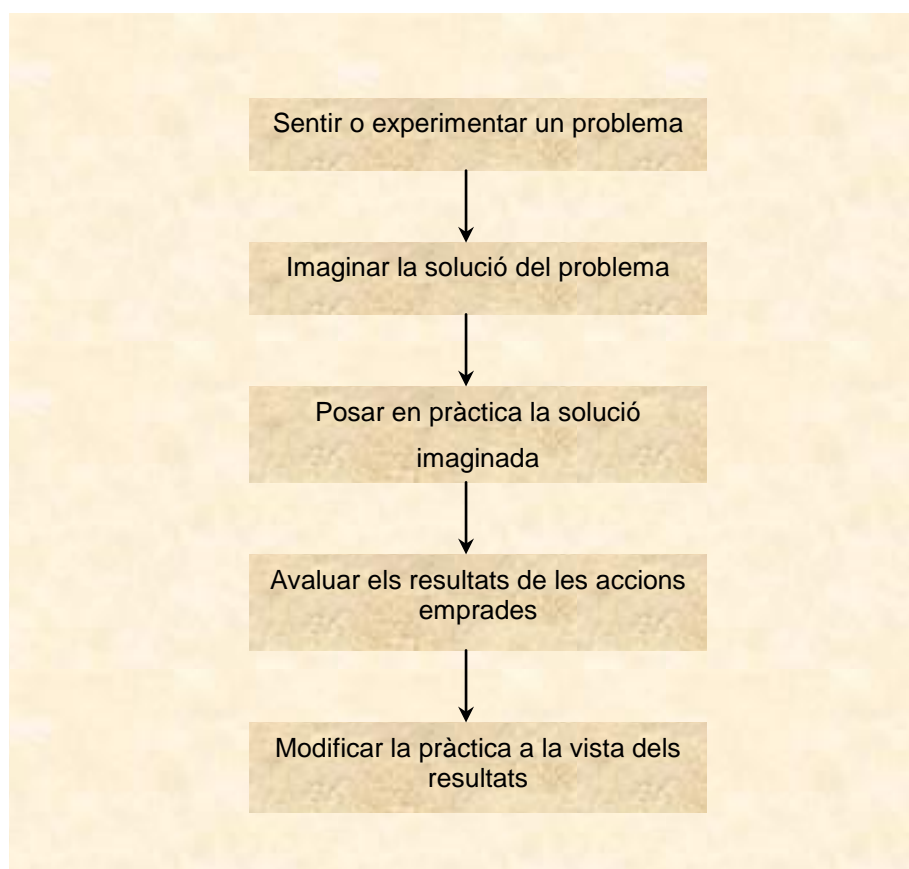 Sentir o experimentar un problema
Imaginar la solució del problema
Posar en pràctica la solució
imaginada
Avaluar els resultats de les accions
emprades
Modificar la pràctica a la vista dels
resultats